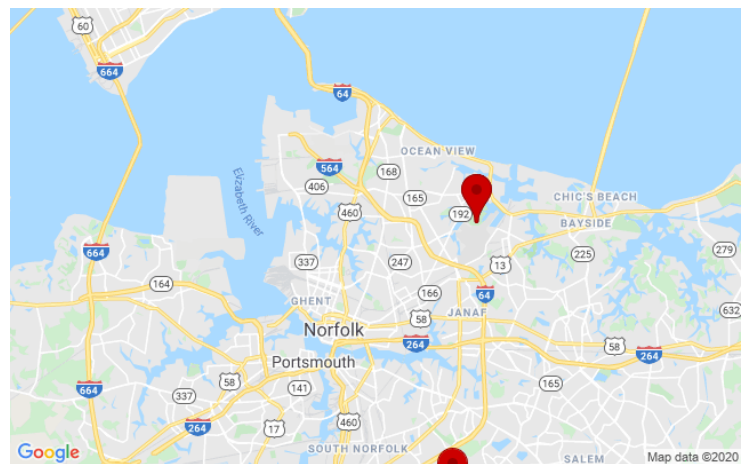 60
664
64
OCEAN VIEW
564
168
406
165
CHIC'S BEACH
Elizabeth River
460
192
BAYSIDE
664
337
247
13
225
279
164
166
64
GHENT
58
JANAF
632
Norfolk
264
58
264
Portsmouth
664
58
141
165
337
264
17
460
SOUTH NORFOLK
SALEM
Google
Map data ©2020